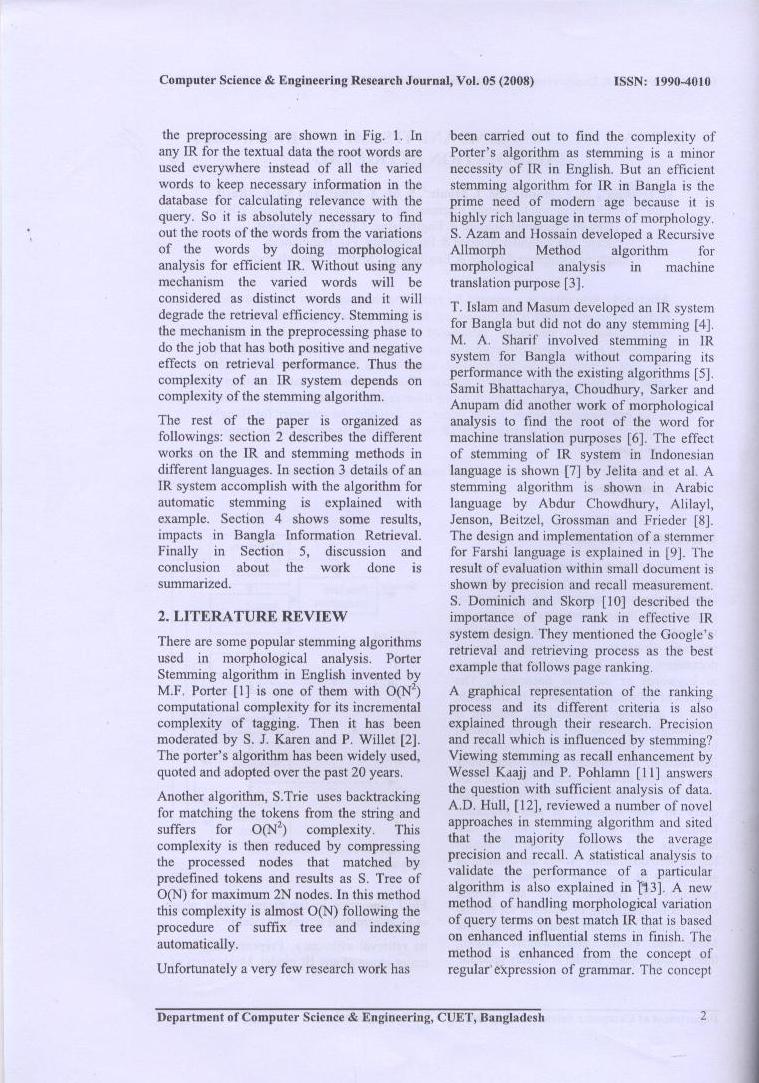 Computer Science & Engineering Research Journal, Vol. 05 (2008) ISSN: 1990-4010
the preprocessing are shown in Fig. 1. In
any IR for the textual data the root words are
used everywhere instead of all the varied
words to keep necessary information in the
database for calculating relevance with the
query. So it is absolutely necessary to find
out the roots of the words from the variations
of the words by doing morphological
analysis for efficient IR. Without using any
mechanism the varied words will be
considered as distinct words and it will
degrade the retrieval efficiency. Stemming is
the mechanism in the preprocessing phase to
do the job that has both positive and negative
effects on retrieval performance. Thus the
complexity of an IR system depends on
complexity of the stemming algorithm.
The rest of the paper is organized as
followings: section 2 describes the different
works on the IR and stemming methods in
different languages. In section 3 details of an
IR system accomplish with the algorithm for
automatic stemming is explained with
example. Section 4 shows some results,
impacts in Bangla Information Retrieval.
Finally in Section 5, discussion and
conclusion about the work done is
summarized.
2. LITERATURE REVIEW
There are some popular stemming algorithms
used in morphological analysis. Porter
Stemming algorithm in English invented by
M.F. Porter [1] is one of them with O(N²)
computational complexity for its incremental
complexity of tagging. Then it has been
moderated by S. J. Karen and P. Willet [2].
The porter's algorithm has been widely used,
quoted and adopted over the past 20 years.
Another algorithm, S.Trie uses backtracking
for matching the tokens from the string and
suffers for O(N²) complexity. This
complexity is then reduced by compressing
the processed nodes that matched by
predefined tokens and results as S. Tree of
O(N) for maximum 2N nodes. In this method
this complexity is almost O(N) following the
procedure of suffix tree and indexing
automatically.
Unfortunately a very few research work has
been carried out to find the complexity of
Porter's algorithm as stemming is a minor
necessity of IR in English. But an efficient
stemming algorithm for IR in Bangla is the
prime need of modern age because it is
highly rich language in terms of morphology.
S. Azam and Hossain developed a Recursive
Allmorph Method algorithm for
morphological analysis in machine
translation purpose [3].
T. Islam and Masum developed an IR system
for Bangla but did not do any stemming [4].
M. A. Sharif involved stemming in IR
system for Bangla without comparing its
performance with the existing algorithms [5].
Samit Bhattacharya, Choudhury, Sarker and
Anupam did another work of morphological
analysis to find the root of the word for
machine translation purposes [6]. The effect
of stemming of IR system in Indonesian
language is shown [7] by Jelita and et al. A
stemming algorithm is shown in Arabic
language by Abdur Chowdhury, Alilayl,
Jenson, Beitzel, Grossman and Frieder [8].
The design and implementation of a stemmer
for Farshi language is explained in [9]. The
result of evaluation within small document is
shown by precision and recall measurement.
S. Dominich and Skorp [10] described the
importance of page rank in effective IR
system design. They mentioned the Google's
retrieval and retrieving process as the best
example that follows page ranking.
A graphical representation of the ranking
process and its different criteria is also
explained through their research. Precision
and recall which is influenced by stemming?
Viewing stemming as recall enhancement by
Wessel Kaajj and P. Pohlamn [11] answers
the question with sufficient analysis of data.
A.D. Hull, [12], reviewed a number of novel
approaches in stemming algorithm and sited
that the majority follows the average
precision and recall. A statistical analysis to
validate the performance of a particular
algorithm is also explained in [13]. A new
method of handling morphological variation
of query terms on best match IR that is based
on enhanced influential stems in finish. The
method is enhanced from the concept of
regular expression of grammar. The concept
Department of Computer Science & Engineering, CUET, Bangladesh 2